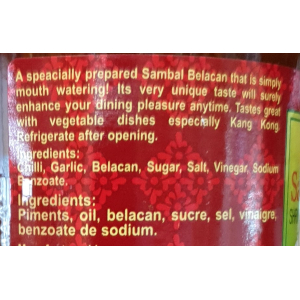 A speacially prepared Sambal Belacan that is simply
mouth watering! Its very unique taste will surely
enhance your dining pleasure anytime. Tastes great
with vegetable dishes especially Kang Kong.
Refrigerate after opening.
Ingredients:
Chilli, Garlic, Belacan, Sugar, Salt, Vinegar, Sodium
Benzoate.
Ingredients:
Piments, oil, belacan, sucre, sel, vinaigre,
benzoate de sodium.